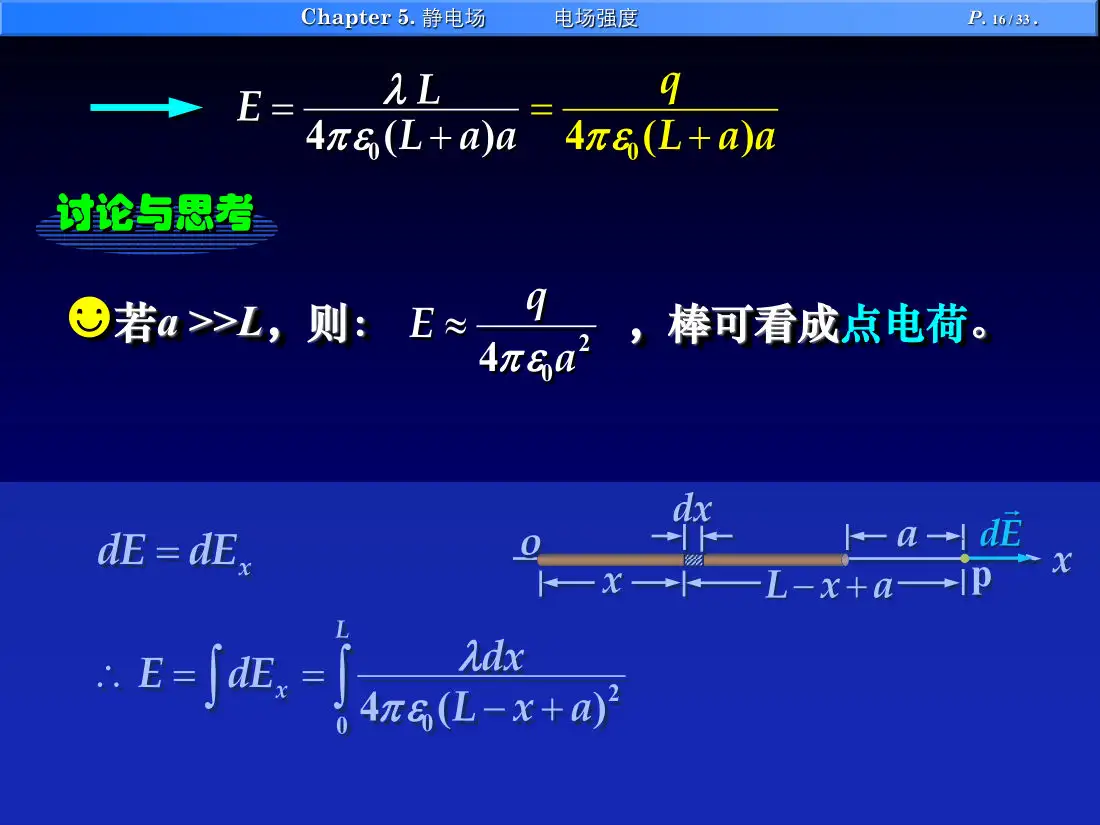 Chapter 5. 静电场 电场强度 P. 16 / 33 .
E = λ L / 4πε₀(L + a)a = q / 4πε₀(L + a)a
讨论与思考
若a >>L，则： E ≈ q / 4πε₀a² ，棒可看成点电荷。
dx
dE = dEₓ o a dE⃗ x
x L − x + a p
∴ E = ∫ dEₓ = ∫₀ᴸ λdx / 4πε₀(L − x + a)²